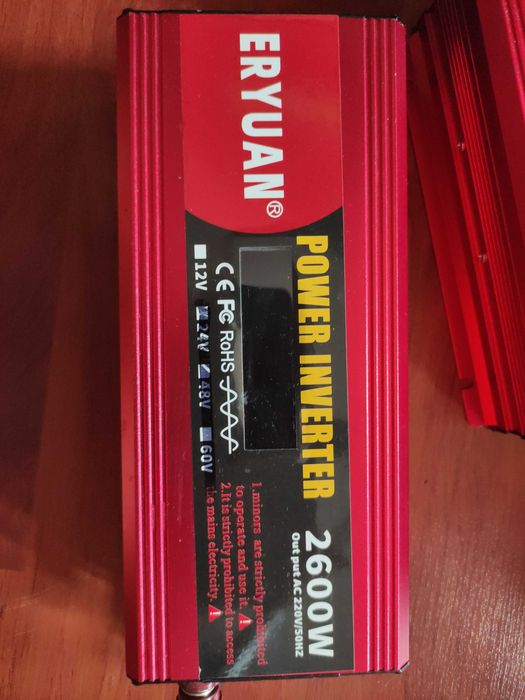 ERYUAN®
POWER INVERTER
2600W
Out put AC 220V/50HZ
CE FC RoHS
12V 24V 48V 60V
1.minors are strictly prohibited
to operate and use it.
2.It is strictly prohibited to access
the mains electricity.